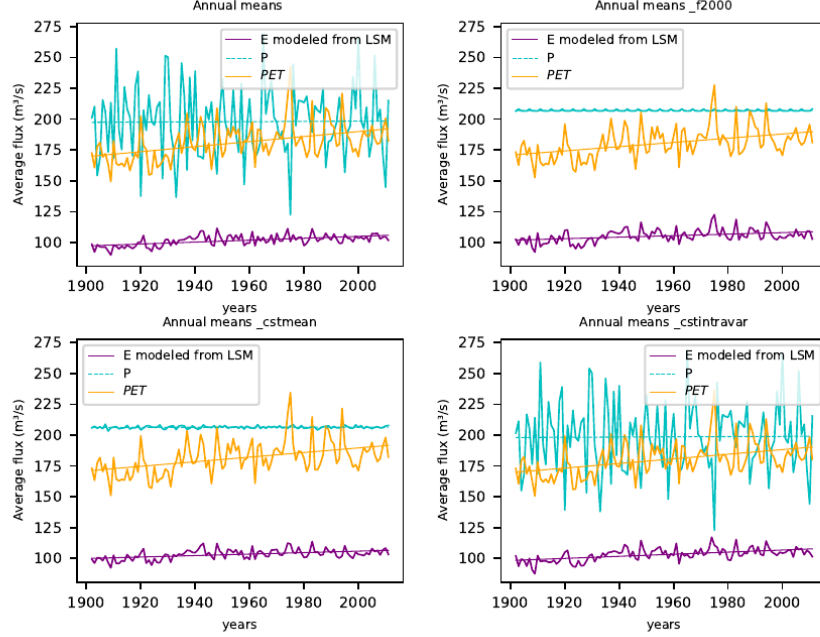 Annual means
Annual means _f2000
275
250
225
200
175
150
125
100
Average flux (m³/s)
E modeled from LSM
P
PET
1900
1920
1940
1960
1980
2000
years
275
250
225
200
175
150
125
100
Average flux (m³/s)
E modeled from LSM
P
PET
1900
1920
1940
1960
1980
2000
years
Annual means _cstmean
Annual means _cstintravar
275
250
225
200
175
150
125
100
Average flux (m³/s)
E modeled from LSM
P
PET
1900
1920
1940
1960
1980
2000
years
275
250
225
200
175
150
125
100
Average flux (m³/s)
E modeled from LSM
P
PET
1900
1920
1940
1960
1980
2000
years